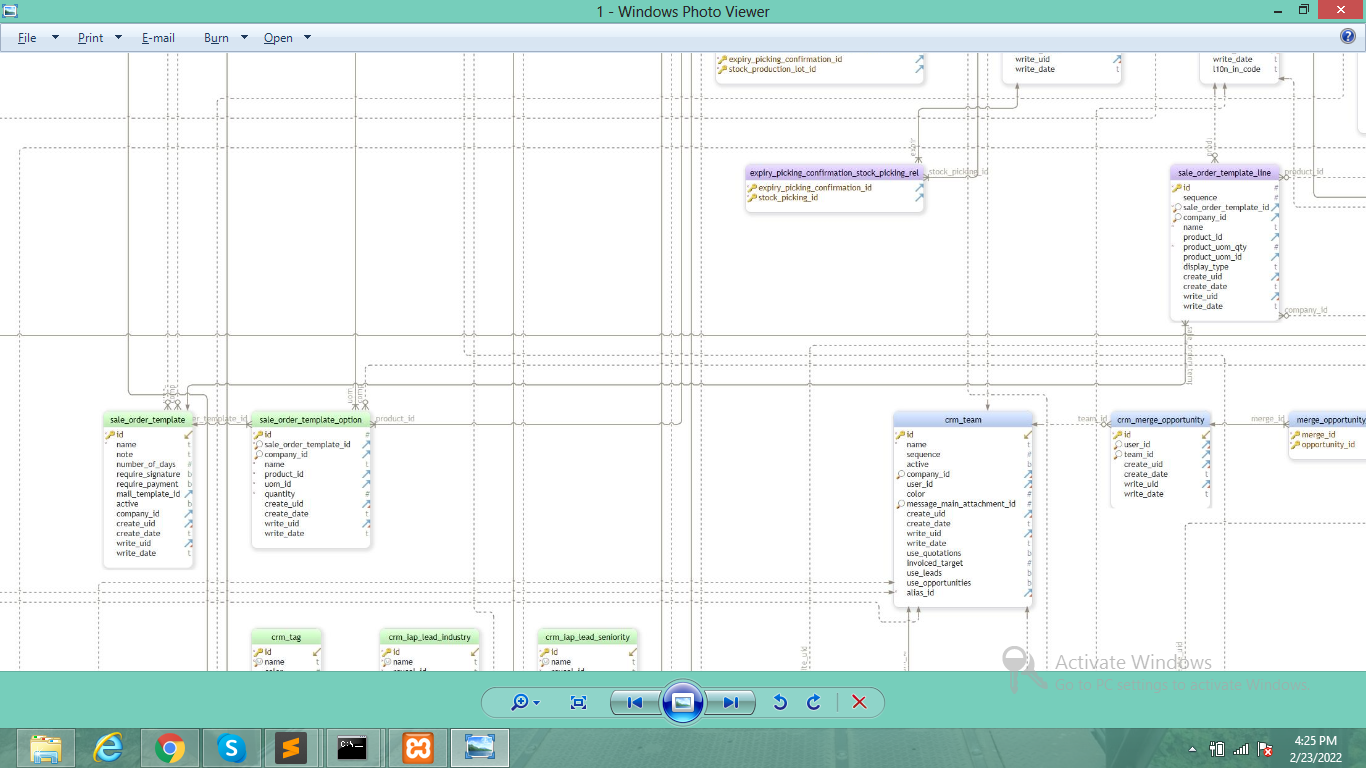 1 - Windows Photo Viewer
File Print E-mail Burn Open
expiry_picking_confirmation_id
stock_production_lot_id
write_uid
write_date
write_date
l10n_in_code
expiry_picking_confirmation_stock_picking_rel
stock_picking_id
expiry_picking_confirmation_id
stock_picking_id
sale_order_template_line
product_id
id #
sequence #
sale_order_template_id
company_id
name t
product_id
product_uom_qty #
product_uom_id
display_type t
create_uid
create_date t
write_uid
write_date t
company_id
sale_order_template
id
name t
note t
number_of_days #
require_signature b
require_payment b
mail_template_id
active b
company_id
create_uid
create_date t
write_uid
write_date t
sale_order_template_option
product_id
id #
sale_order_template_id
company_id
name t
product_id
uom_id
quantity #
create_uid
create_date t
write_uid
write_date t
crm_team
id
name t
sequence #
active b
company_id
user_id
color #
message_main_attachment_id
create_uid
create_date t
write_uid
write_date t
use_quotations b
invoiced_target #
use_leads b
use_opportunities b
alias_id
team_id
crm_merge_opportunity
id
user_id
team_id
create_uid
create_date t
write_uid
write_date t
merge_id
merge_opportunity
merge_id
opportunity_id
crm_tag
id
name t
crm_iap_lead_industry
id
name t
crm_iap_lead_seniority
id
name t
Activate Windows
Go to PC settings to activate Windows.
4:25 PM
2/23/2022